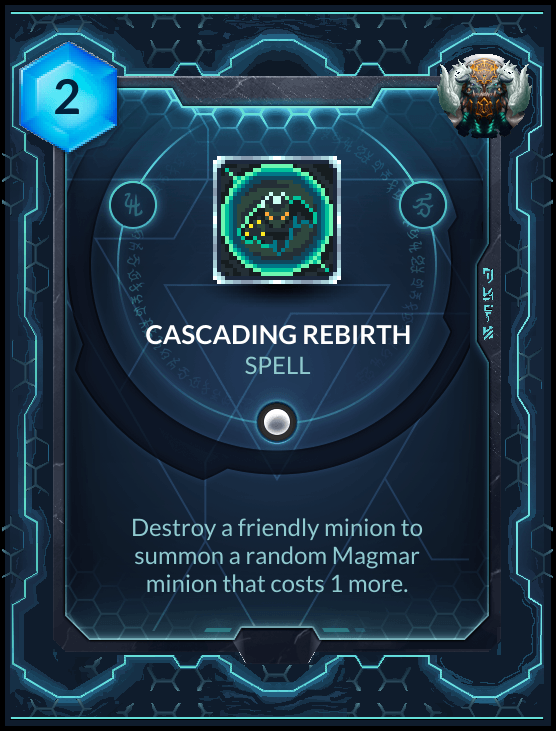 2
CASCADING REBIRTH
SPELL
Destroy a friendly minion to
summon a random Magmar
minion that costs 1 more.